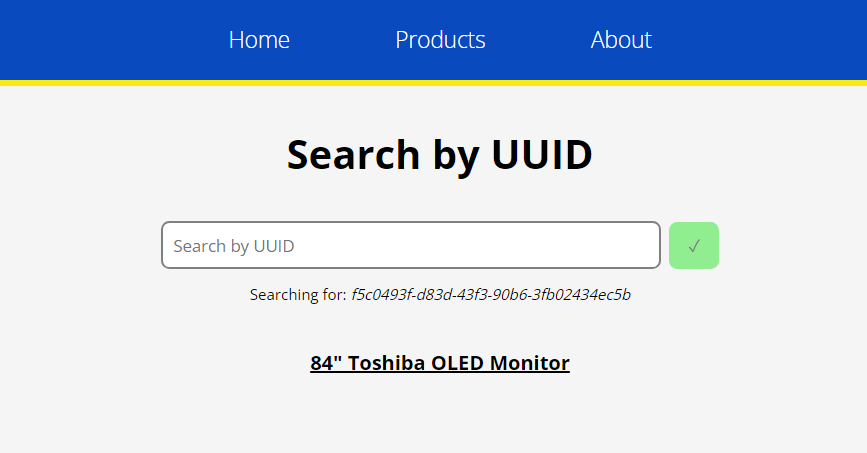 Home Products About
Search by UUID
Search by UUID ✓
Searching for: f5c0493f-d83d-43f3-90b6-3fb02434ec5b
84" Toshiba OLED Monitor